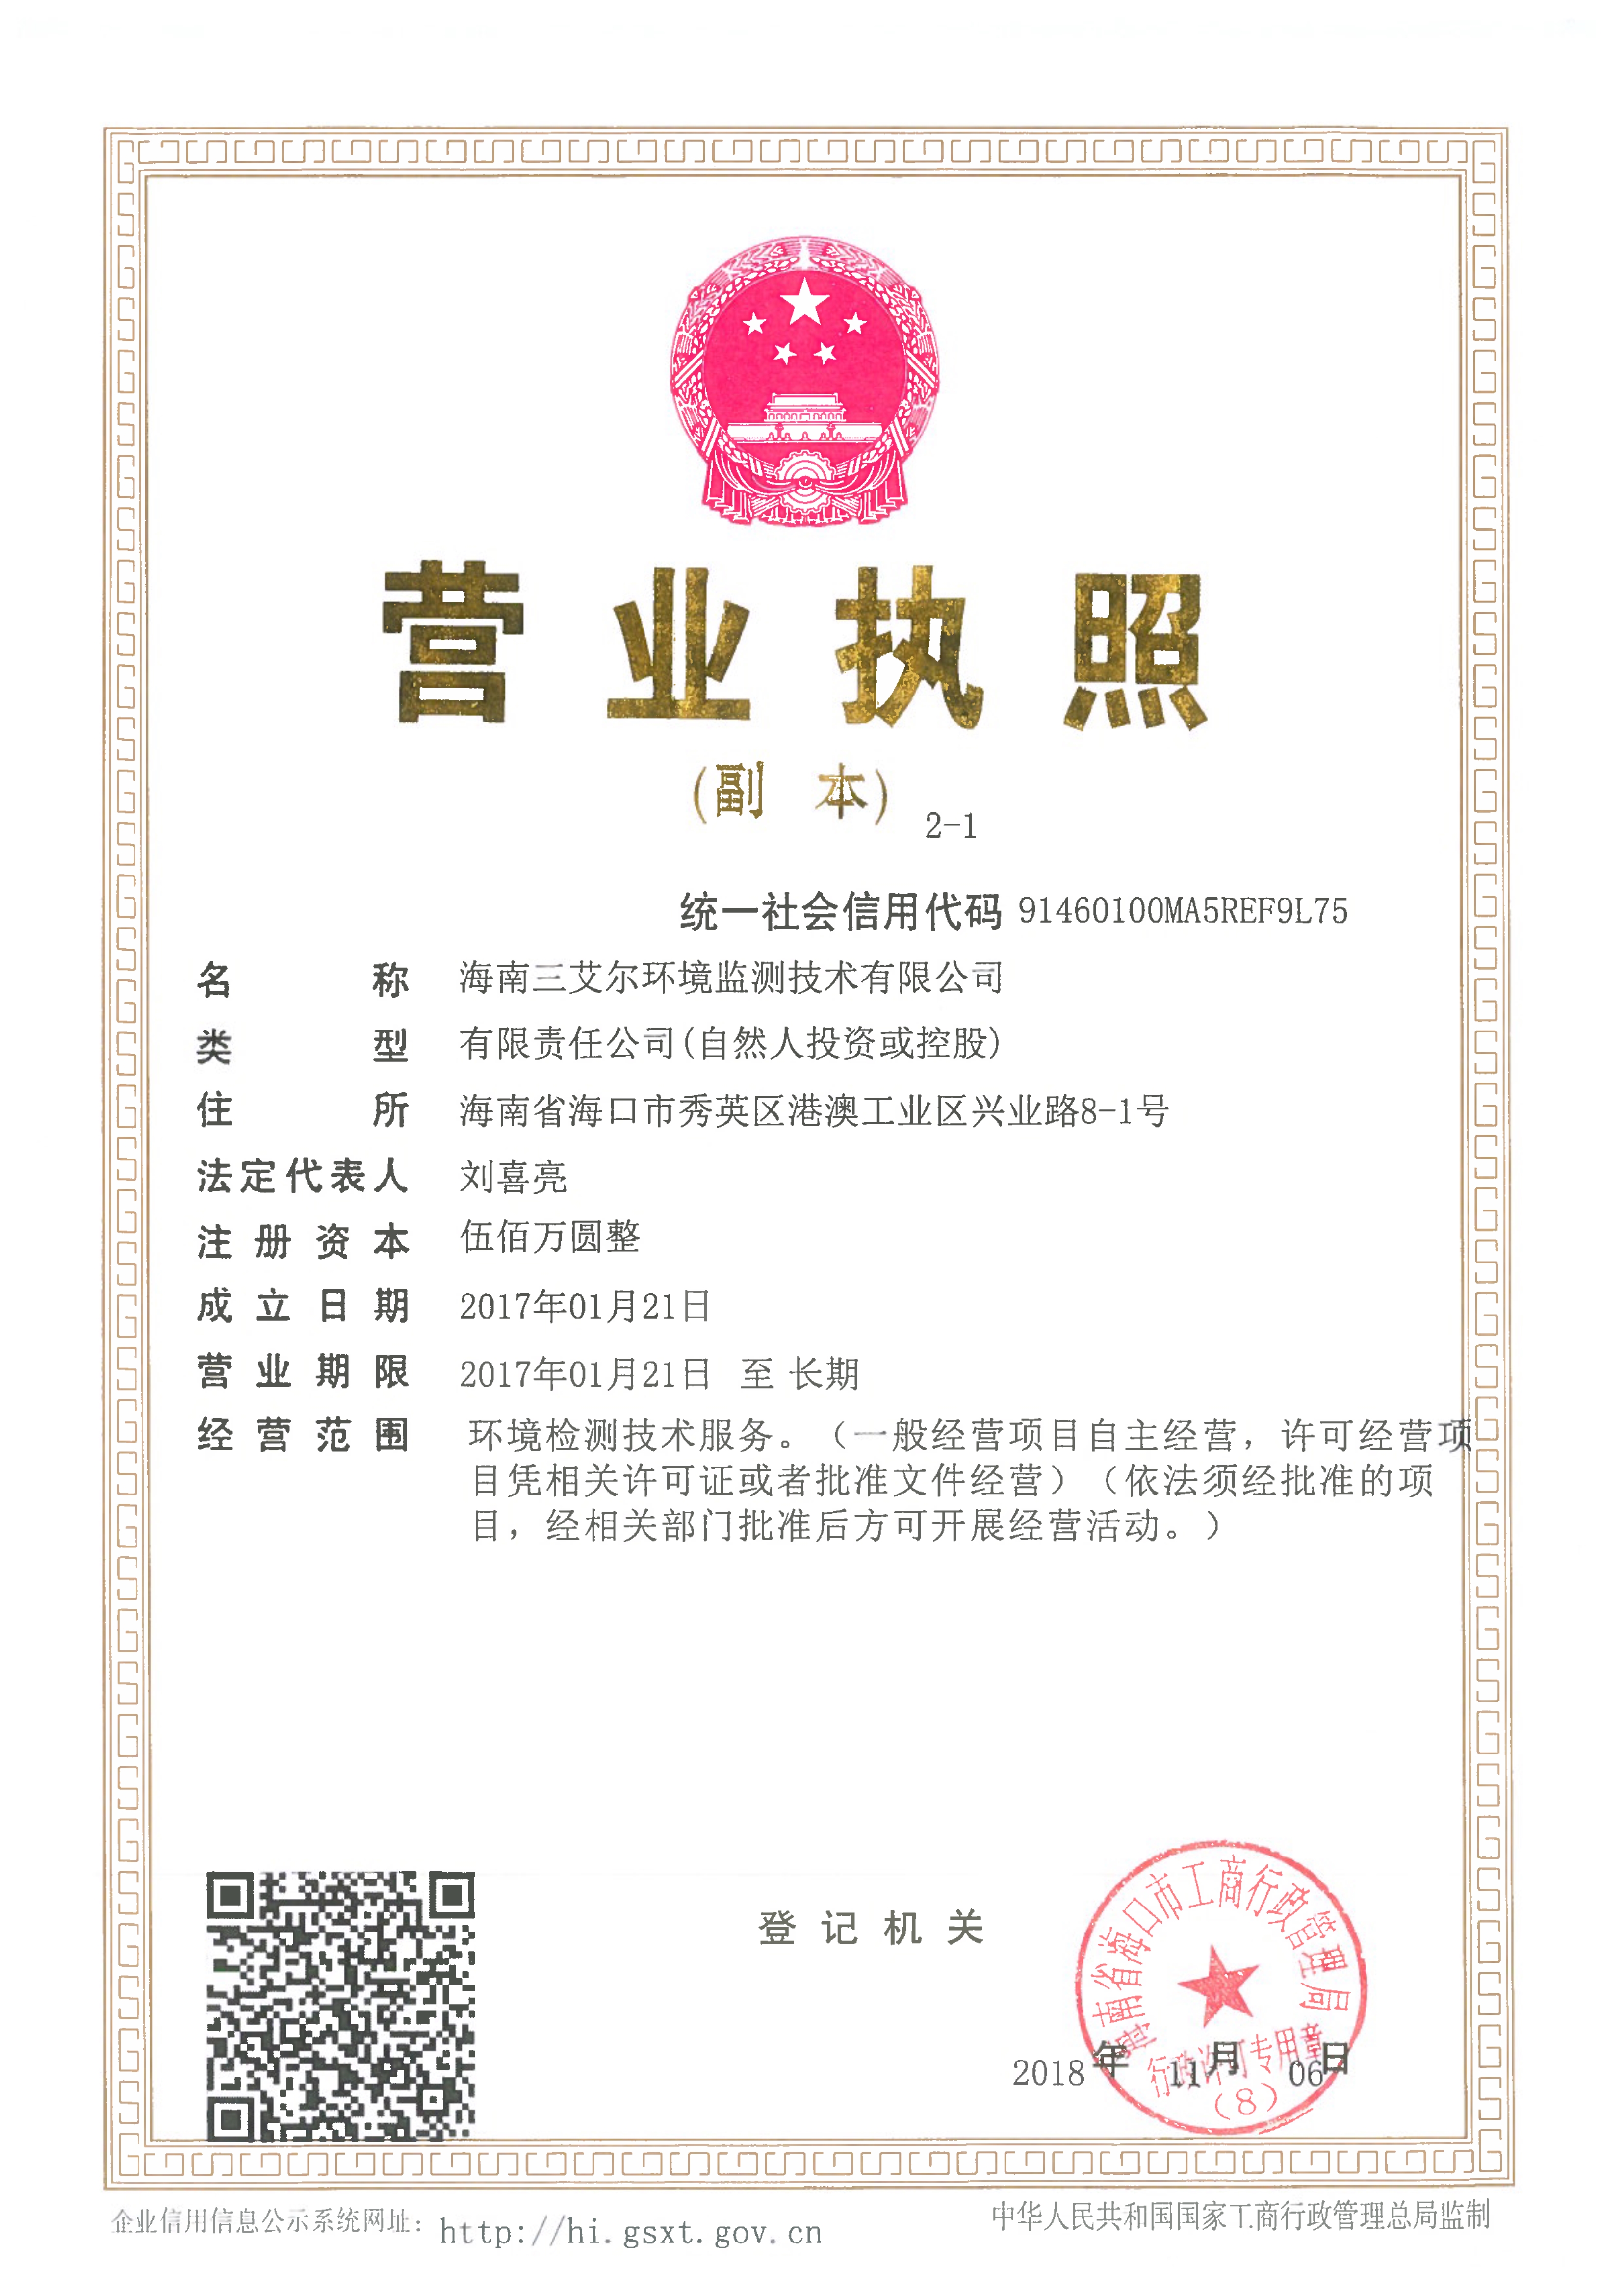 营业执照
(副 本)
2-1
统一社会信用代码 91460100MA5REF9L75
名称 海南三艾尔环境监测技术有限公司
类型 有限责任公司(自然人投资或控股)
住所 海南省海口市秀英区港澳工业区兴业路8-1号
法定代表人 刘喜亮
注册资本 伍佰万圆整
成立日期 2017年01月21日
营业期限 2017年01月21日 至 长期
经营范围 环境检测技术服务。（一般经营项目自主经营，许可经营项
目凭相关许可证或者批准文件经营）（依法须经批准的项
目，经相关部门批准后方可开展经营活动。）
登记机关
海南省海口市工商行政管理局
行政许可专用章
(8)
2018年 11月 06日
企业信用信息公示系统网址：http://hi.gsxt.gov.cn
中华人民共和国国家工商行政管理总局监制